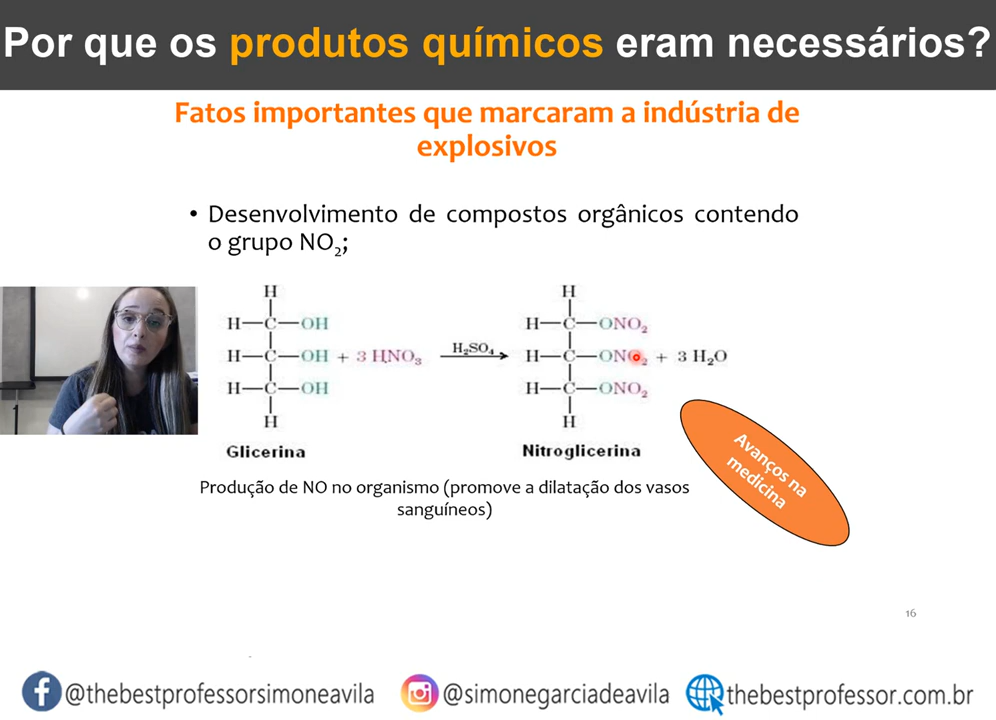 Por que os produtos químicos eram necessários?
Fatos importantes que marcaram a indústria de
explosivos
• Desenvolvimento de compostos orgânicos contendo
o grupo NO₂;
H
H—C—OH
H—C—OH + 3 HNO₃
H—C—OH
H
Glicerina
H₂SO₄
H
H—C—ONO₂
H—C—ONO₂ + 3 H₂O
H—C—ONO₂
H
Nitroglicerina
Produção de NO no organismo (promove a dilatação dos vasos
sanguíneos)
Avanços na
medicina
16
@thebestprofessorsimoneavila
@simonegarciadeavila
thebestprofessor.com.br